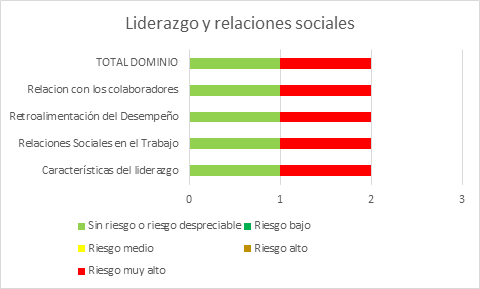 Liderazgo y relaciones sociales
TOTAL DOMINIO
Relacion con los colaboradores
Retroalimentación del Desempeño
Relaciones Sociales en el Trabajo
Características del liderazgo
0 1 2 3
Sin riesgo o riesgo despreciable Riesgo bajo
Riesgo medio Riesgo alto
Riesgo muy alto